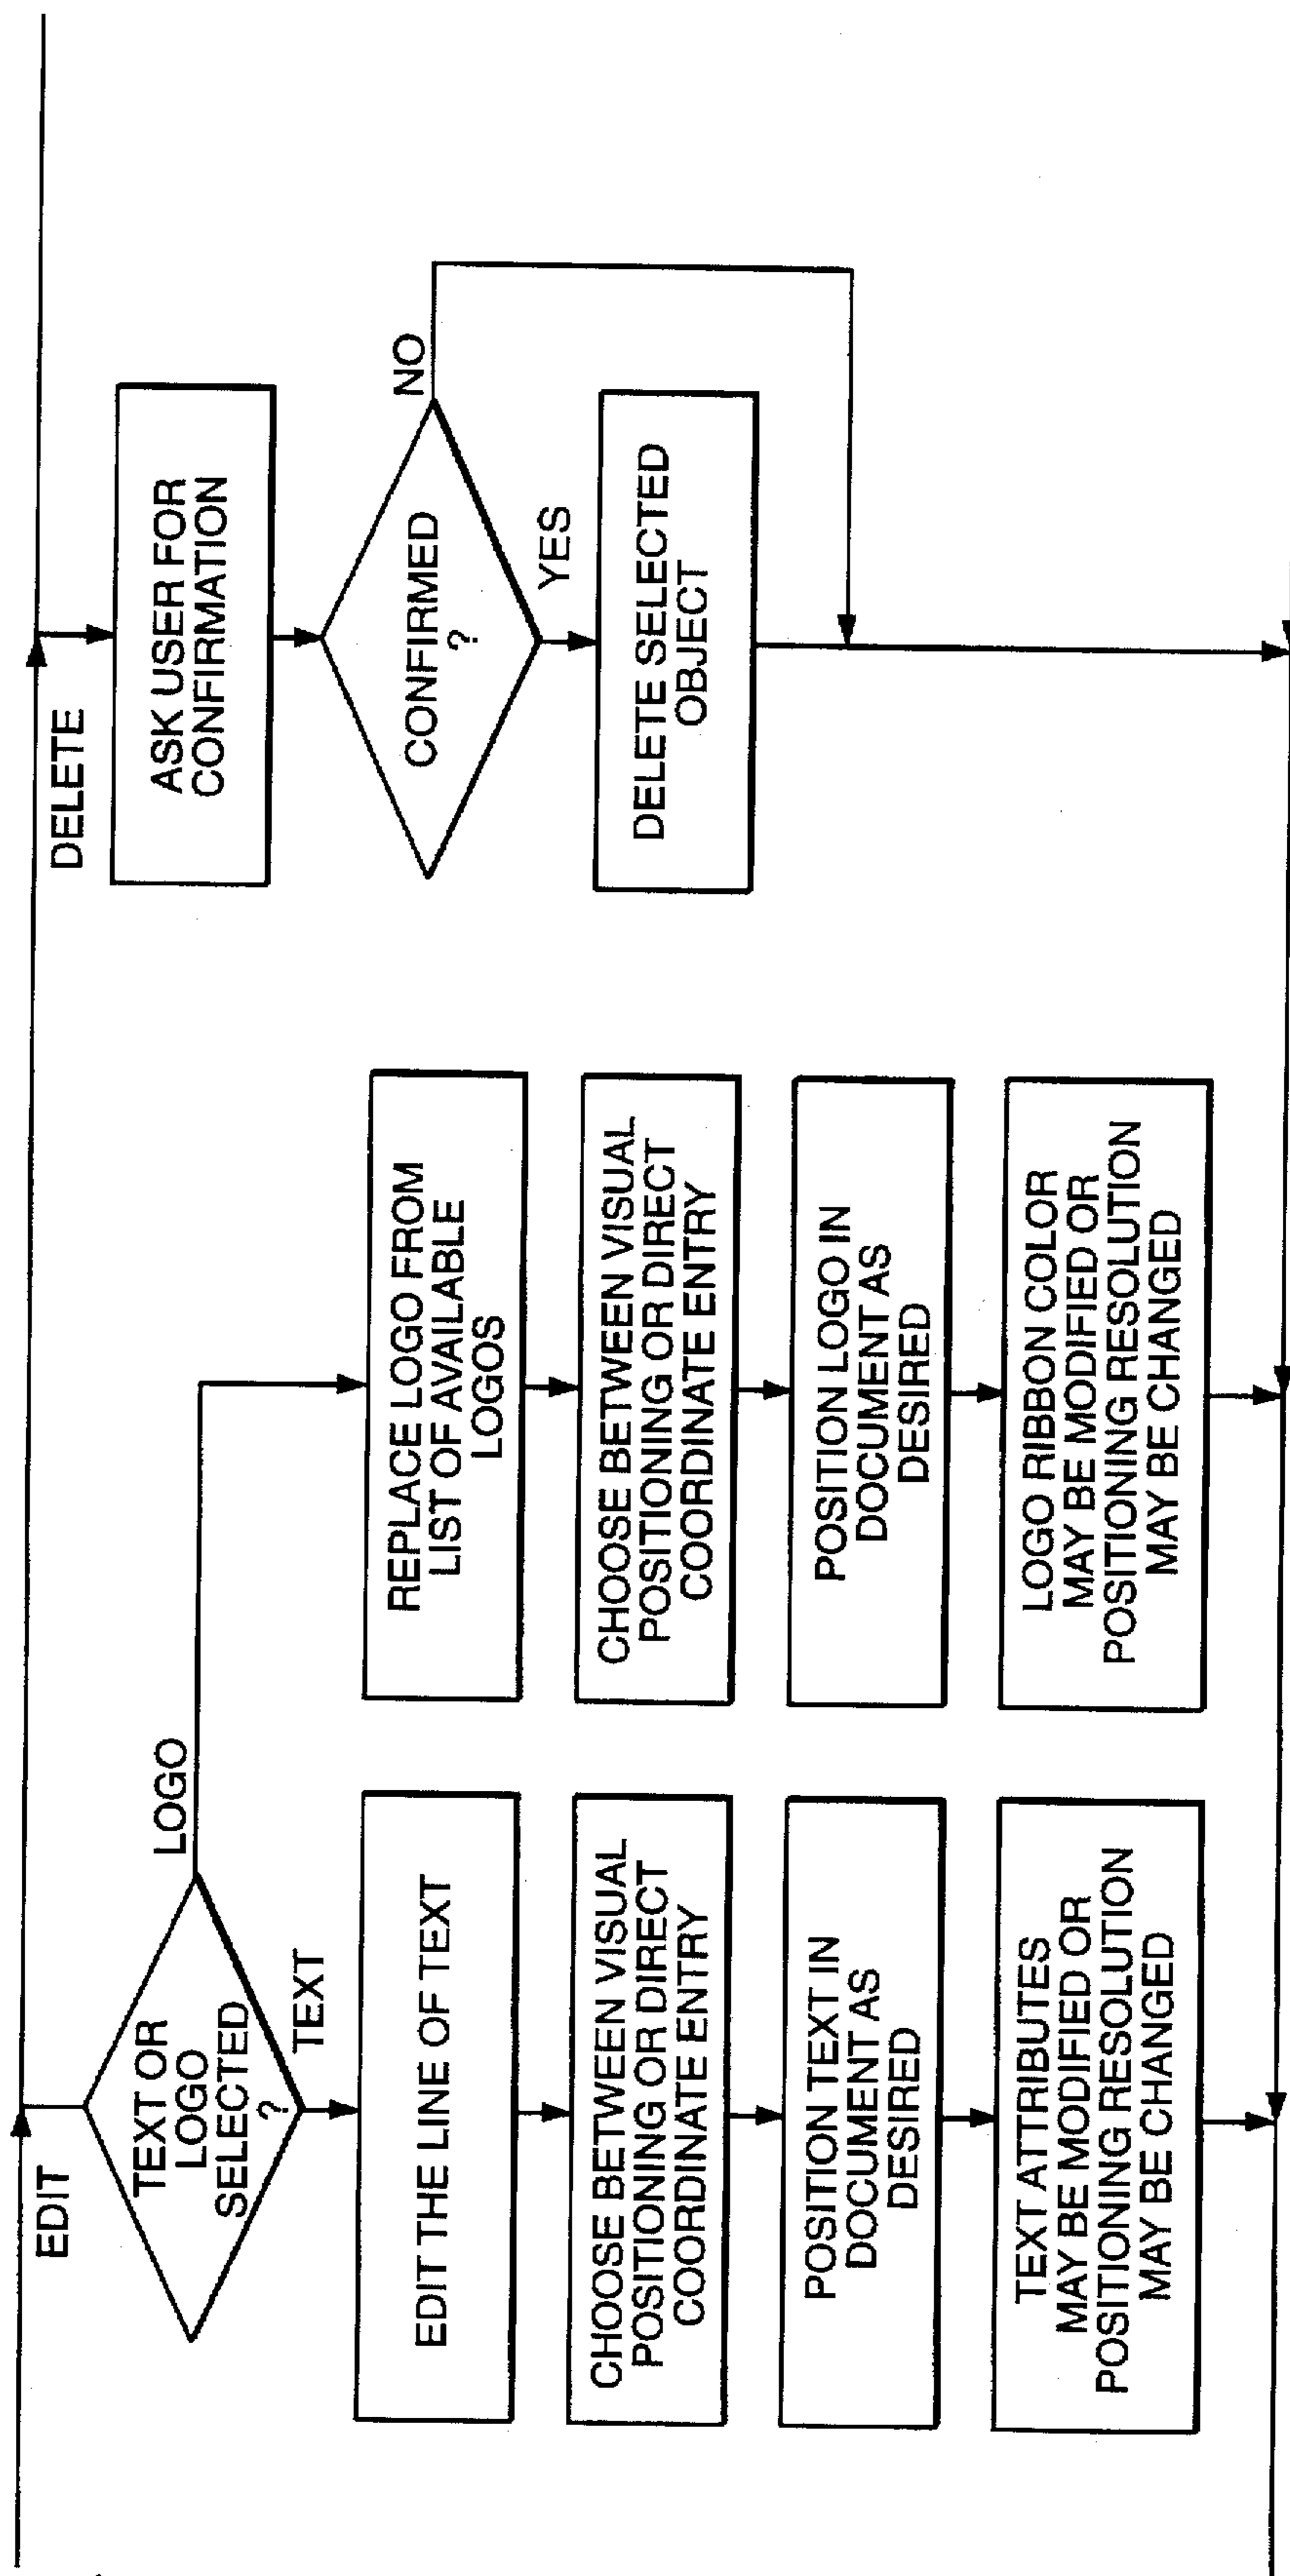 EDIT
TEXT OR
LOGO
SELECTED
?
LOGO
TEXT
EDIT THE LINE OF TEXT
CHOOSE BETWEEN VISUAL
POSITIONING OR DIRECT
COORDINATE ENTRY
POSITION TEXT IN
DOCUMENT AS
DESIRED
TEXT ATTRIBUTES
MAY BE MODIFIED OR
POSITIONING RESOLUTION
MAY BE CHANGED
REPLACE LOGO FROM
LIST OF AVAILABLE
LOGOS
CHOOSE BETWEEN VISUAL
POSITIONING OR DIRECT
COORDINATE ENTRY
POSITION LOGO IN
DOCUMENT AS
DESIRED
LOGO RIBBON COLOR
MAY BE MODIFIED OR
POSITIONING RESOLUTION
MAY BE CHANGED
DELETE
ASK USER FOR
CONFIRMATION
CONFIRMED
?
NO
YES
DELETE SELECTED
OBJECT